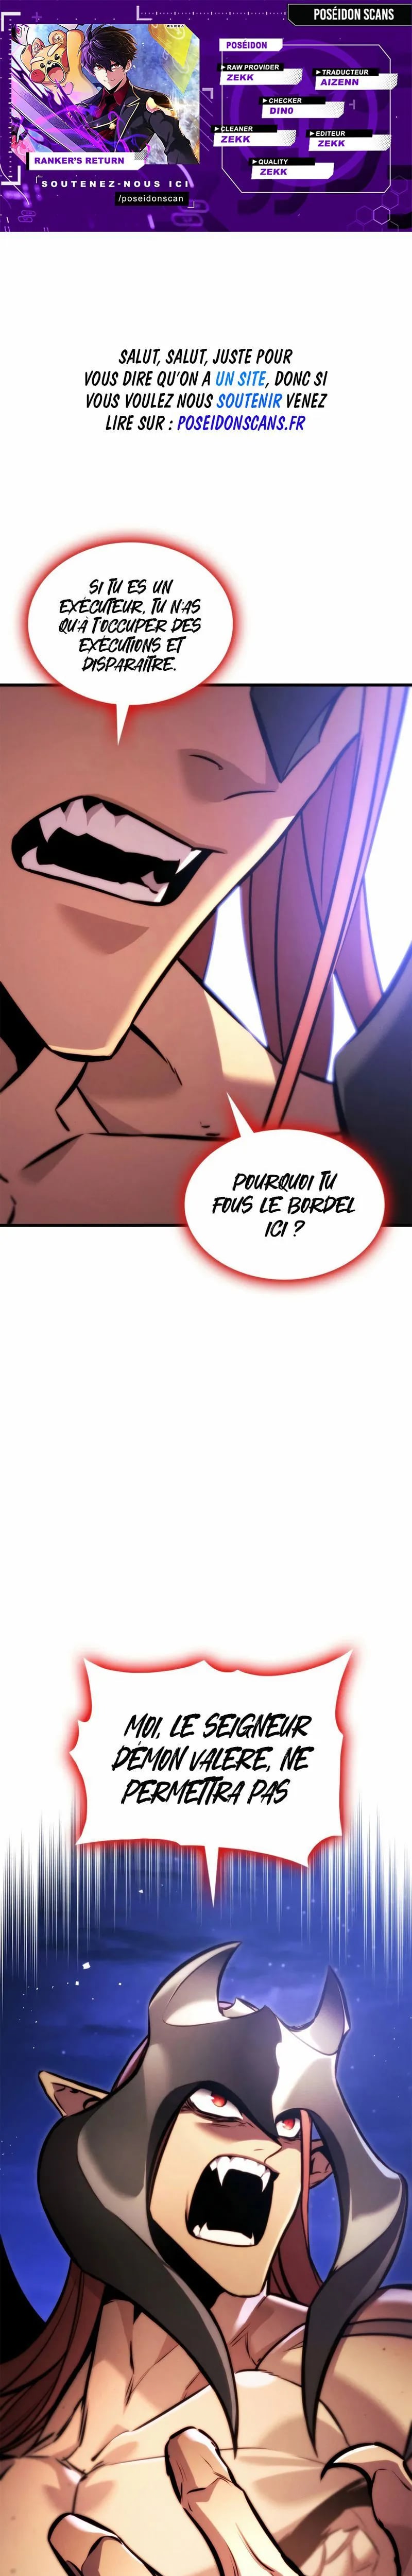 POSÉIDON SCANS
POSÉIDON
RAW PROVIDER
ZEKK
TRADUCTEUR
AIZENN
CHECKER
DINO
CLEANER
ZEKK
EDITEUR
ZEKK
QUALITY
ZEKK
RANKER'S RETURN
SOUTENEZ-NOUS ICI
/poseidonscan
SALUT, SALUT, JUSTE POUR
VOUS DIRE QU'ON A UN SITE, DONC SI
VOUS VOULEZ NOUS SOUTENIR VENEZ
LIRE SUR : POSEIDONSCANS.FR
SI TU ES UN
EXÉCUTEUR, TU N'AS
QU'À T'OCCUPER DES
EXÉCUTIONS ET
DISPARAÎTRE.
POURQUOI TU
FOUS LE BORDEL
ICI ?
MOI, LE SEIGNEUR
DÉMON VALERE, NE
PERMETTRA PAS